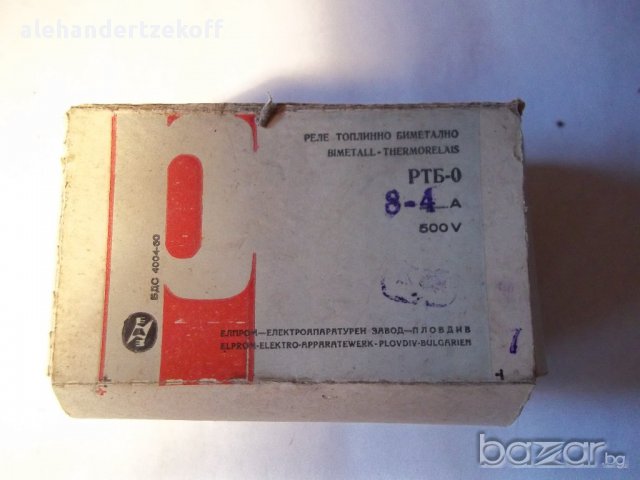 alehandertzekoff
РЕЛЕ ТОПЛИННО БИМЕТАЛНО
BIMETALL-THERMORELAIS
РТБ-0
8-4 A
500 V
БДС 4004-60
ЕАЗ
ЕЛПРОМ—ЕЛЕКТРОАПАРАТУРЕН ЗАВОД—ПЛОВДИВ
ELPROM-ELEKTRO-APPARATEWERK-PLOVDIV-BULGARIEN
bazar.bg